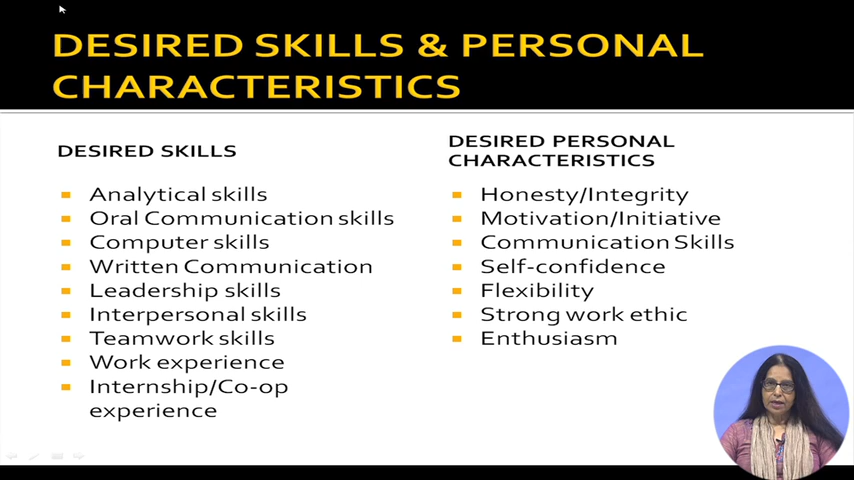 DESIRED SKILLS & PERSONAL
CHARACTERISTICS
DESIRED SKILLS
Analytical skills
Oral Communication skills
Computer skills
Written Communication
Leadership skills
Interpersonal skills
Teamwork skills
Work experience
Internship/Co-op
experience
DESIRED PERSONAL
CHARACTERISTICS
Honesty/Integrity
Motivation/Initiative
Communication Skills
Self-confidence
Flexibility
Strong work ethic
Enthusiasm